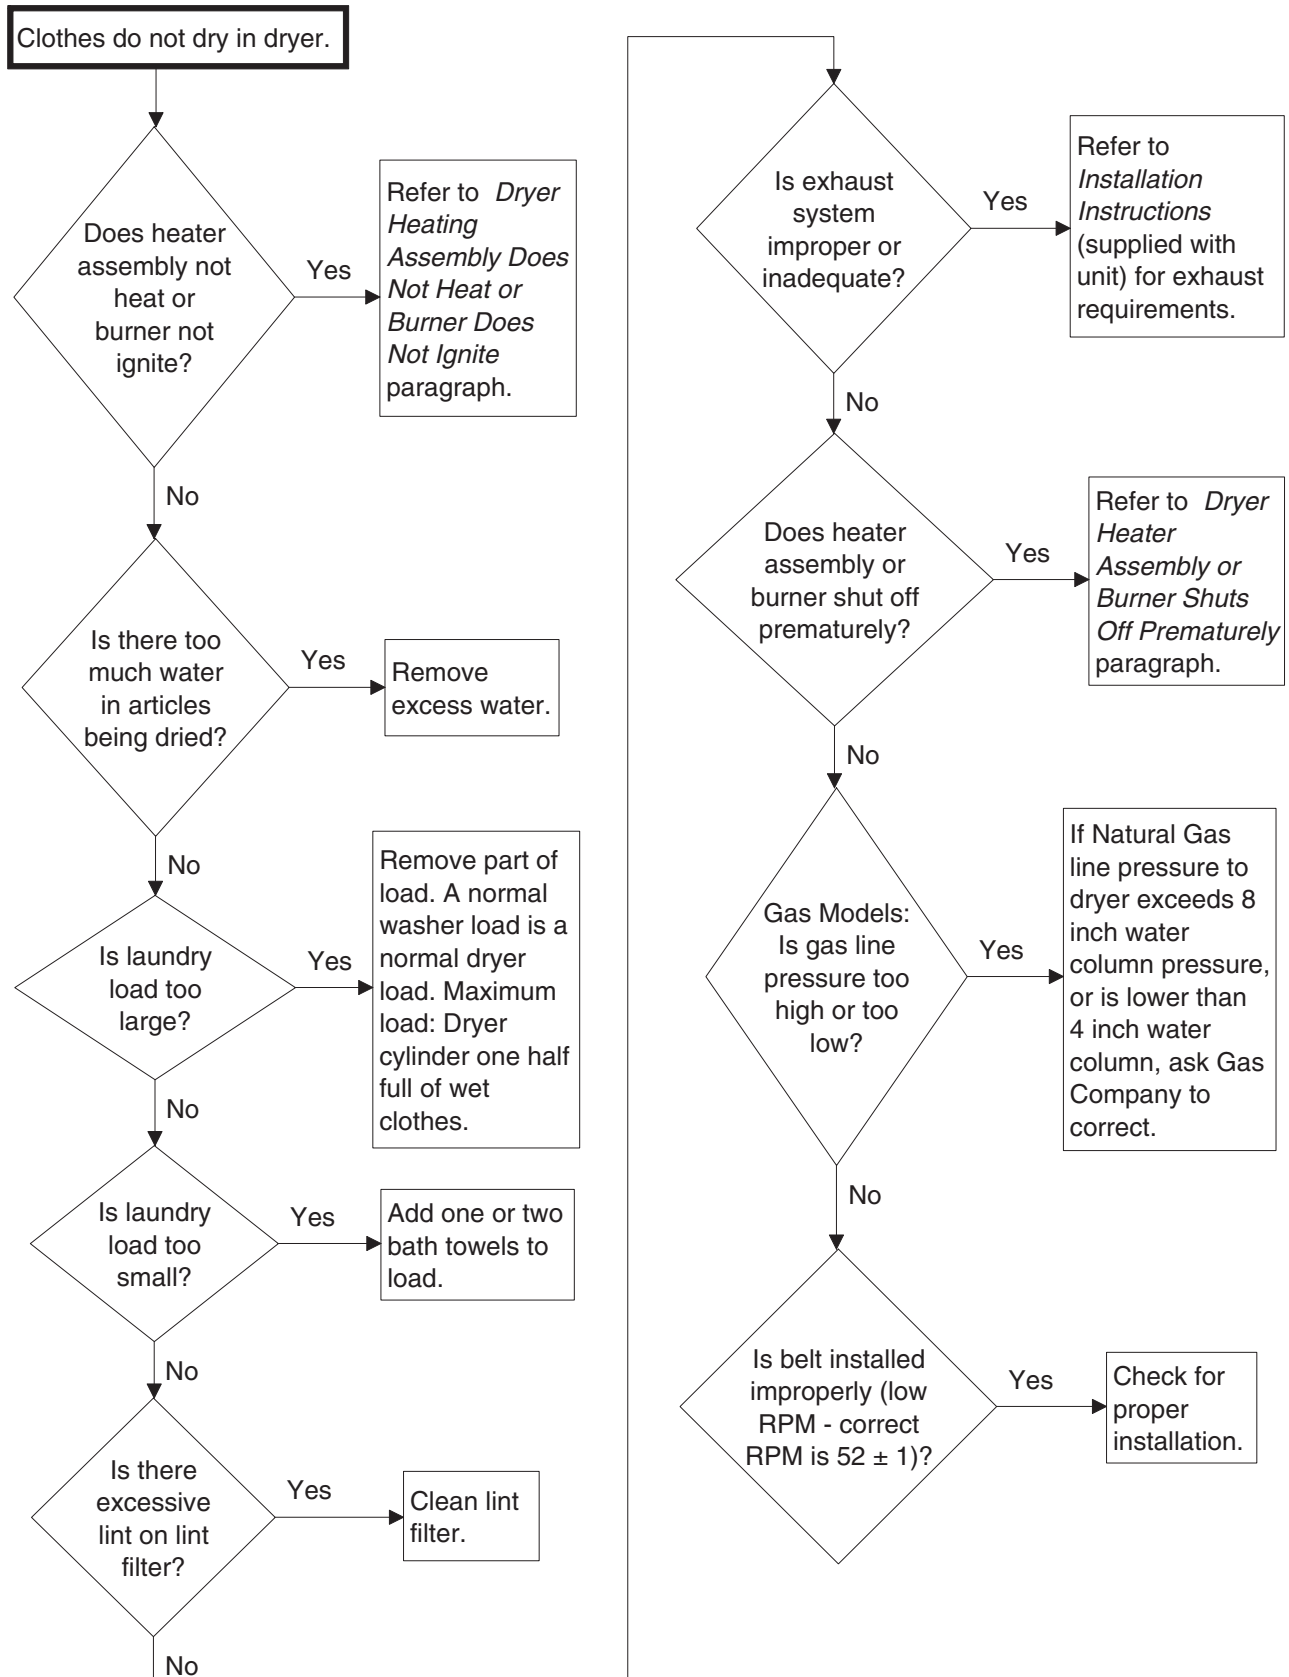 Clothes do not dry in dryer.
Does heater
assembly not
heat or
burner not
ignite?
Yes
Refer to Dryer
Heating
Assembly Does
Not Heat or
Burner Does
Not Ignite
paragraph.
No
Is there too
much water
in articles
being dried?
Yes
Remove
excess water.
No
Is laundry
load too
large?
Yes
Remove part of
load. A normal
washer load is a
normal dryer
load. Maximum
load: Dryer
cylinder one half
full of wet
clothes.
No
Is laundry
load too
small?
Yes
Add one or two
bath towels to
load.
No
Is there
excessive
lint on lint
filter?
Yes
Clean lint
filter.
No
Is exhaust
system
improper or
inadequate?
Yes
Refer to
Installation
Instructions
(supplied with
unit) for exhaust
requirements.
No
Does heater
assembly or
burner shut off
prematurely?
Yes
Refer to Dryer
Heater
Assembly or
Burner Shuts
Off Prematurely
paragraph.
No
Gas Models:
Is gas line
pressure too
high or too
low?
Yes
If Natural Gas
line pressure to
dryer exceeds 8
inch water
column pressure,
or is lower than
4 inch water
column, ask Gas
Company to
correct.
No
Is belt installed
improperly (low
RPM - correct
RPM is 52 ± 1)?
Yes
Check for
proper
installation.